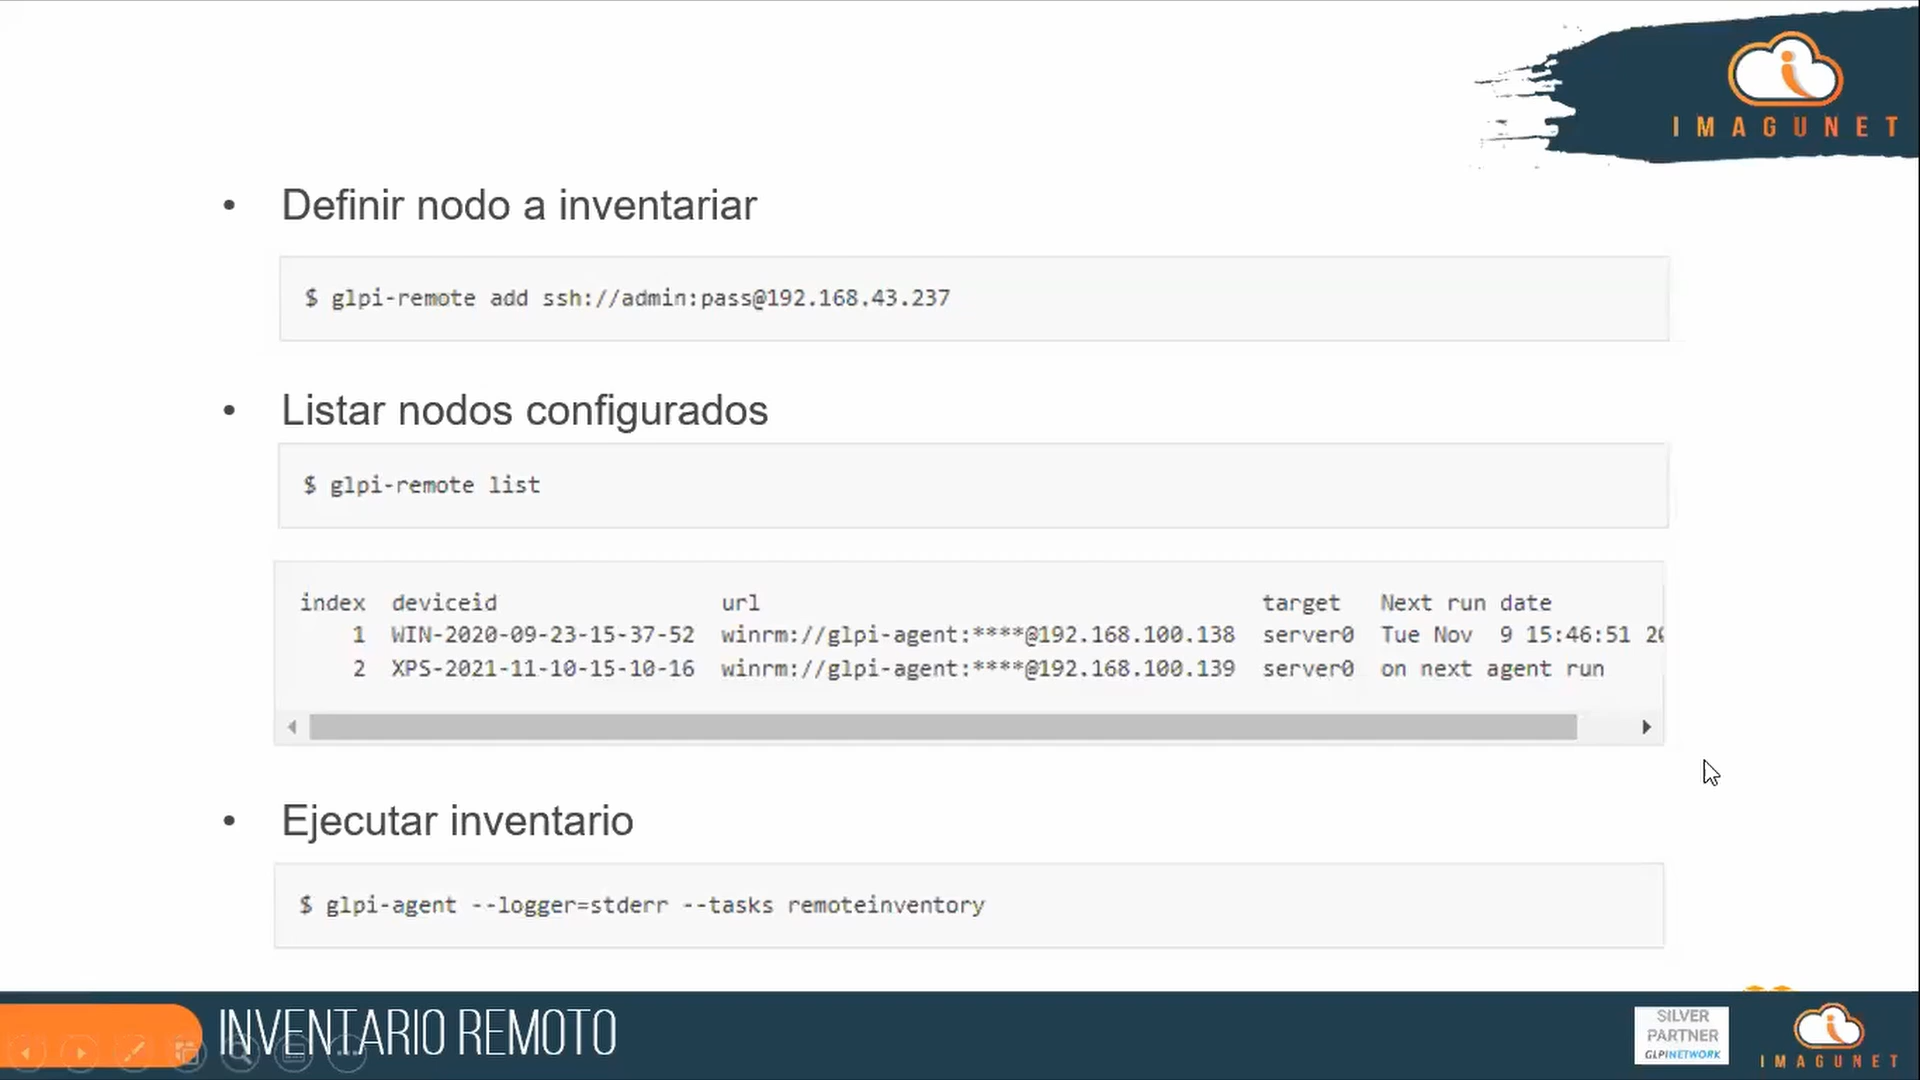 IMAGUNET
• Definir nodo a inventariar
$ glpi-remote add ssh://admin:pass@192.168.43.237
• Listar nodos configurados
$ glpi-remote list
index deviceid url target Next run date
1 WIN-2020-09-23-15-37-52 winrm://glpi-agent:****@192.168.100.138 server0 Tue Nov 9 15:46:51 20
2 XPS-2021-11-10-15-10-16 winrm://glpi-agent:****@192.168.100.139 server0 on next agent run
• Ejecutar inventario
$ glpi-agent --logger=stderr --tasks remoteinventory
INVENTARIO REMOTO
SILVER
PARTNER
GLPINETWORK
IMAGUNET